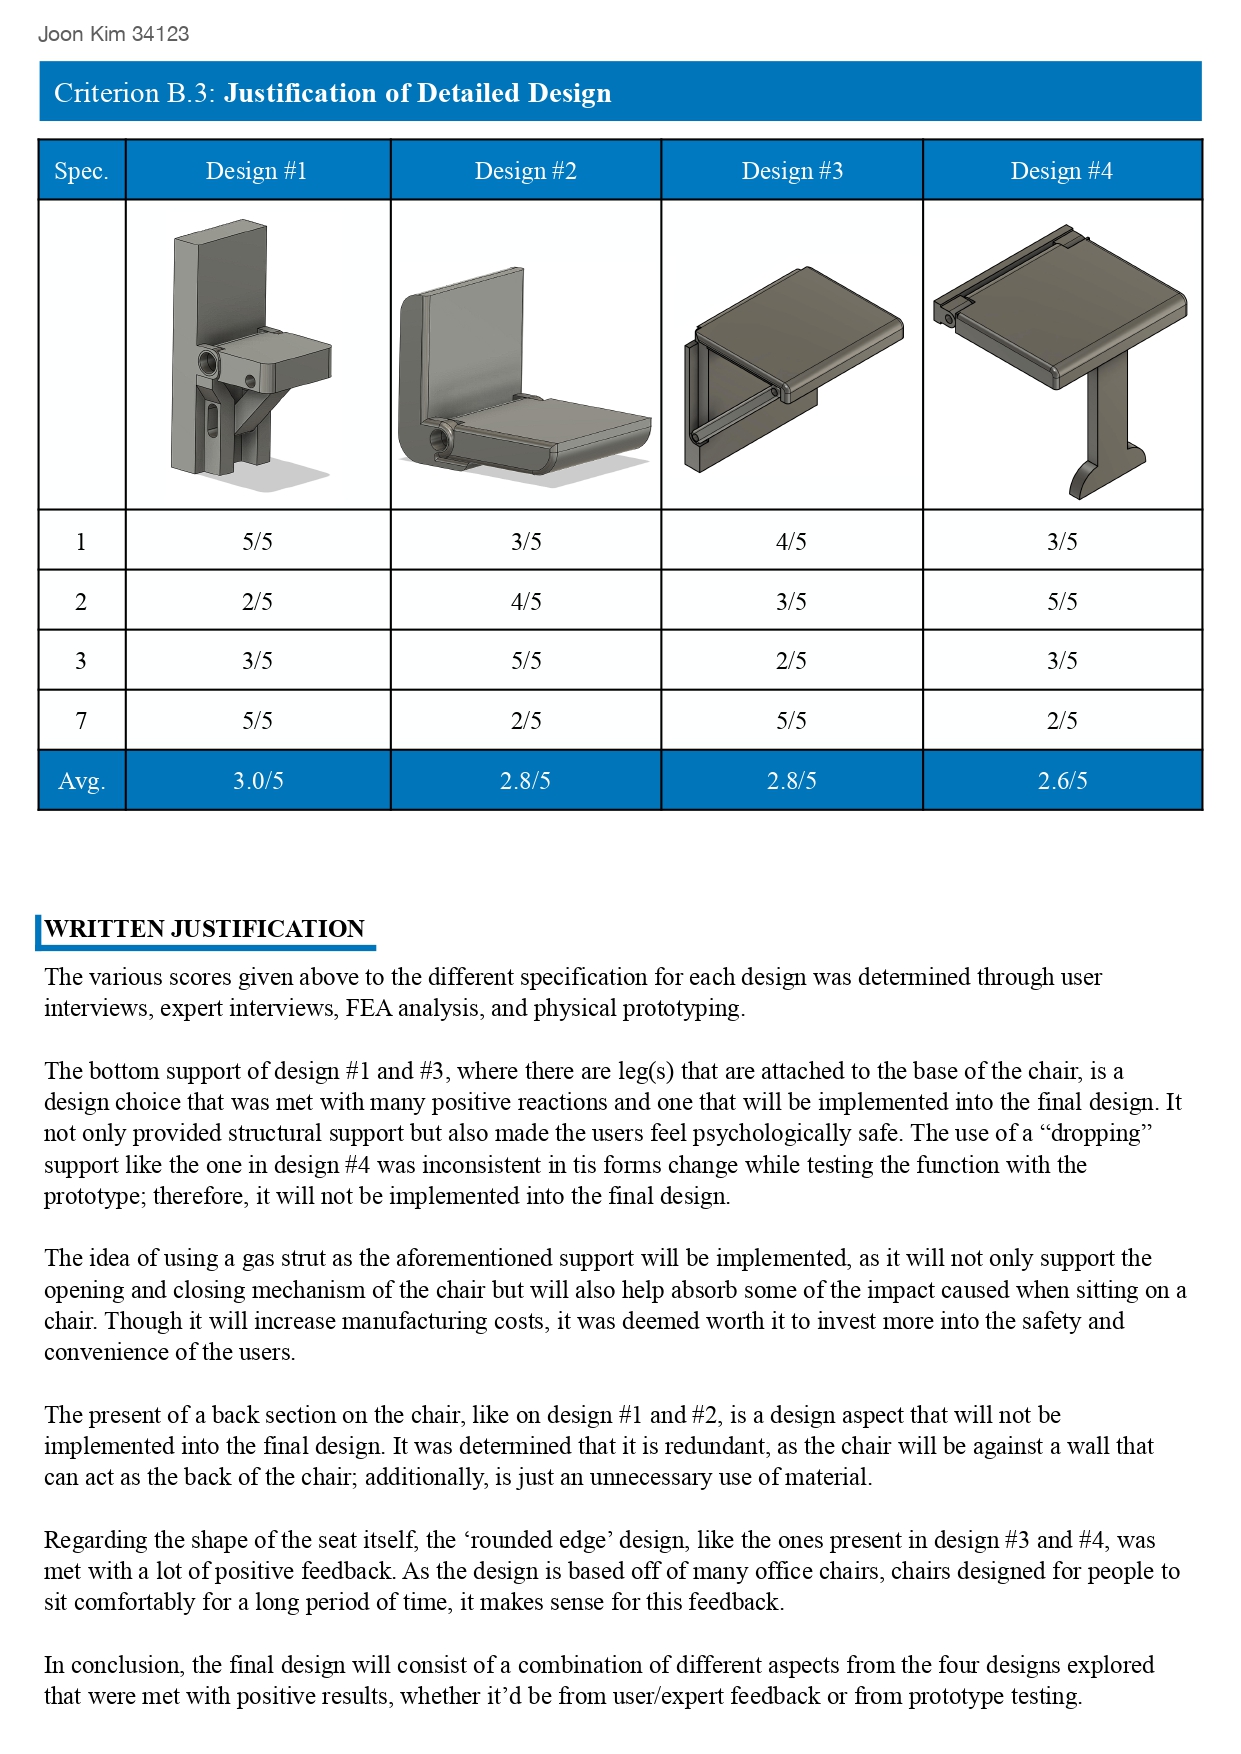 Joon Kim 34123
Criterion B.3: Justification of Detailed Design
Spec. Design #1 Design #2 Design #3 Design #4
1 5/5 3/5 4/5 3/5
2 2/5 4/5 3/5 5/5
3 3/5 5/5 2/5 3/5
7 5/5 2/5 5/5 2/5
Avg. 3.0/5 2.8/5 2.8/5 2.6/5
WRITTEN JUSTIFICATION
The various scores given above to the different specification for each design was determined through user
interviews, expert interviews, FEA analysis, and physical prototyping.
The bottom support of design #1 and #3, where there are leg(s) that are attached to the base of the chair, is a
design choice that was met with many positive reactions and one that will be implemented into the final design. It
not only provided structural support but also made the users feel psychologically safe. The use of a “dropping”
support like the one in design #4 was inconsistent in tis forms change while testing the function with the
prototype; therefore, it will not be implemented into the final design.
The idea of using a gas strut as the aforementioned support will be implemented, as it will not only support the
opening and closing mechanism of the chair but will also help absorb some of the impact caused when sitting on a
chair. Though it will increase manufacturing costs, it was deemed worth it to invest more into the safety and
convenience of the users.
The present of a back section on the chair, like on design #1 and #2, is a design aspect that will not be
implemented into the final design. It was determined that it is redundant, as the chair will be against a wall that
can act as the back of the chair; additionally, is just an unnecessary use of material.
Regarding the shape of the seat itself, the ‘rounded edge’ design, like the ones present in design #3 and #4, was
met with a lot of positive feedback. As the design is based off of many office chairs, chairs designed for people to
sit comfortably for a long period of time, it makes sense for this feedback.
In conclusion, the final design will consist of a combination of different aspects from the four designs explored
that were met with positive results, whether it’d be from user/expert feedback or from prototype testing.